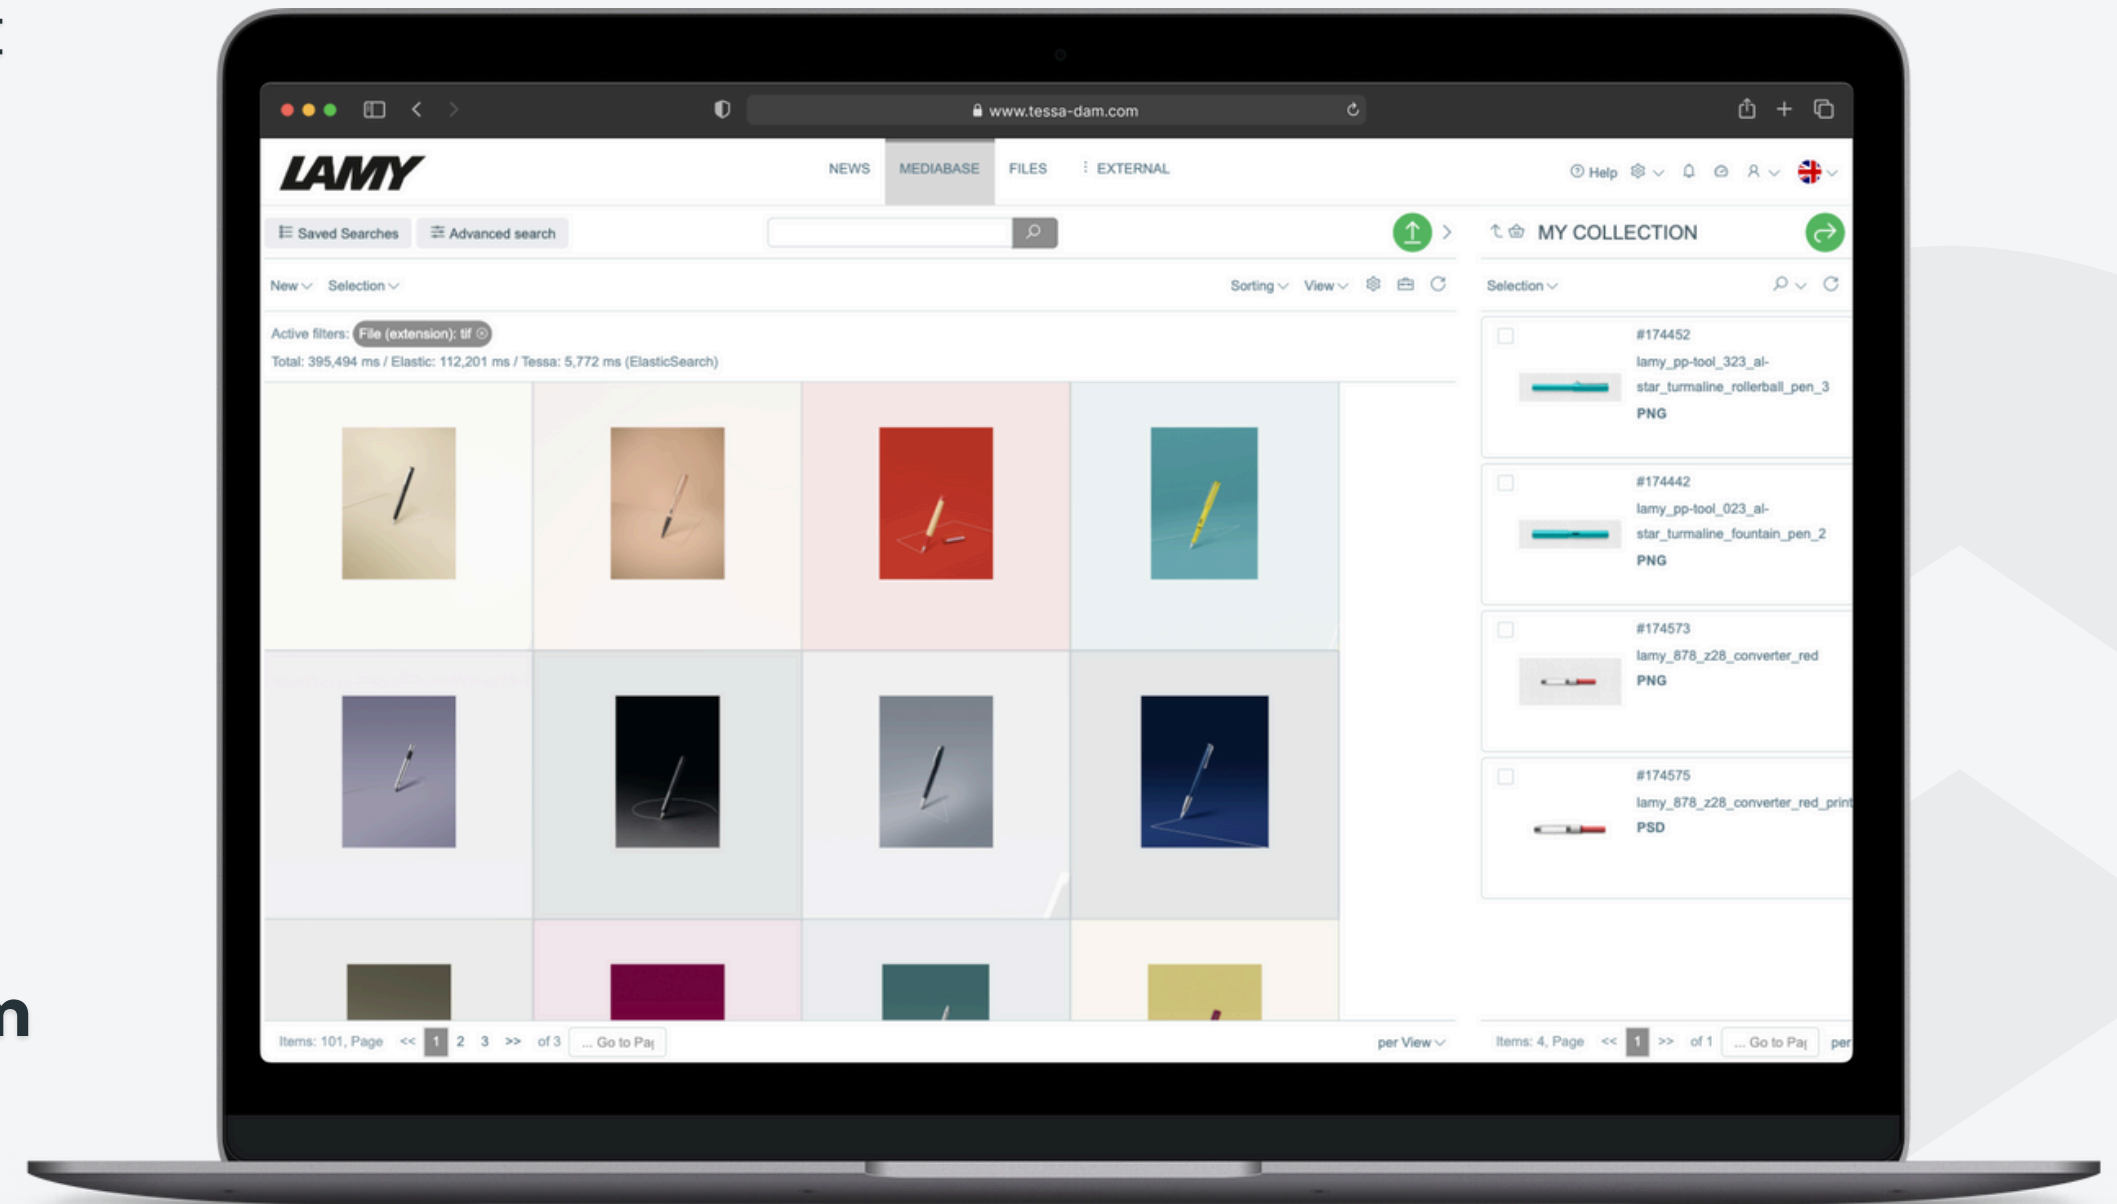 www.tessa-dam.com
LAMY
NEWS MEDIABASE FILES EXTERNAL
Help
Saved Searches Advanced search
New Selection
Sorting View
Active filters: File (extension): tif
Total: 395,494 ms / Elastic: 112,201 ms / Tessa: 5,772 ms (ElasticSearch)
Items: 101, Page << 1 2 3 >> of 3 ... Go to Pa
per View
MY COLLECTION
Selection
#174452
lamy_pp-tool_323_al-
star_turmaline_rollerball_pen_3
PNG
#174442
lamy_pp-tool_023_al-
star_turmaline_fountain_pen_2
PNG
#174573
lamy_878_z28_converter_red
PNG
#174575
lamy_878_z28_converter_red_print
PSD
Items: 4, Page << 1 >> of 1 ... Go to Pa per